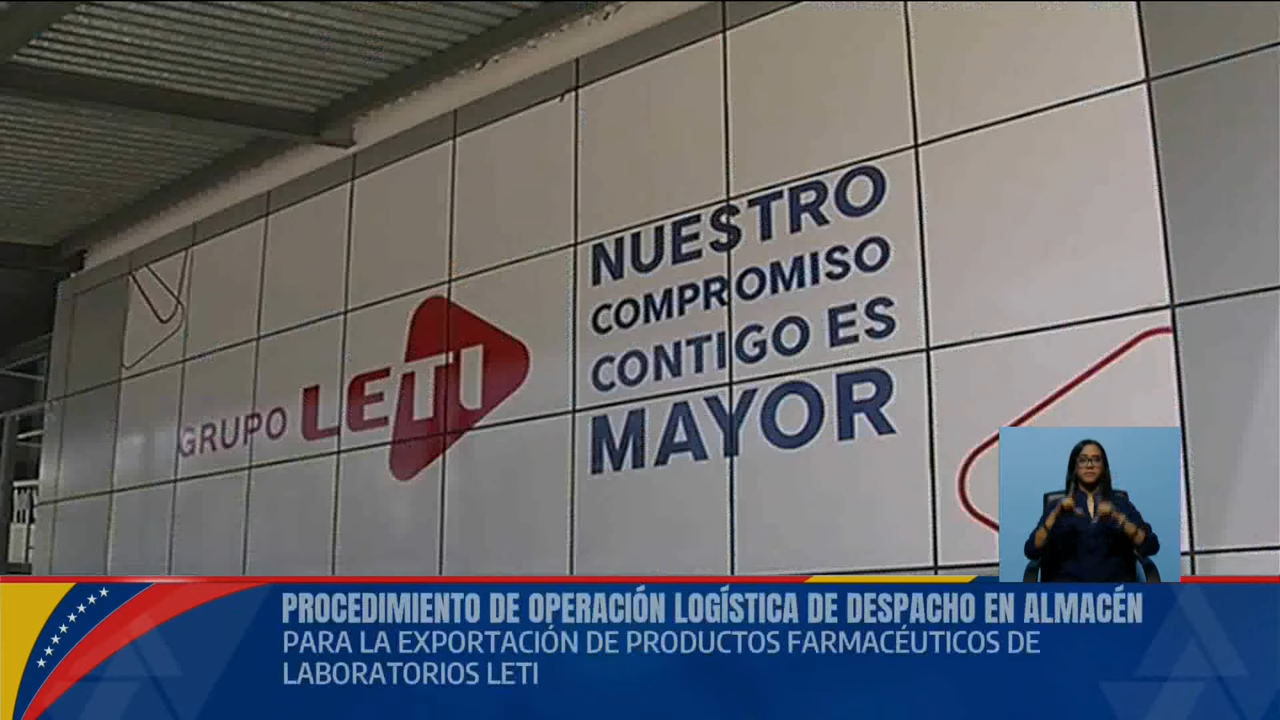 GRUPO LETI
NUESTRO
COMPROMISO
CONTIGO ES
MAYOR
PROCEDIMIENTO DE OPERACIÓN LOGÍSTICA DE DESPACHO EN ALMACÉN
PARA LA EXPORTACIÓN DE PRODUCTOS FARMACÉUTICOS DE
LABORATORIOS LETI